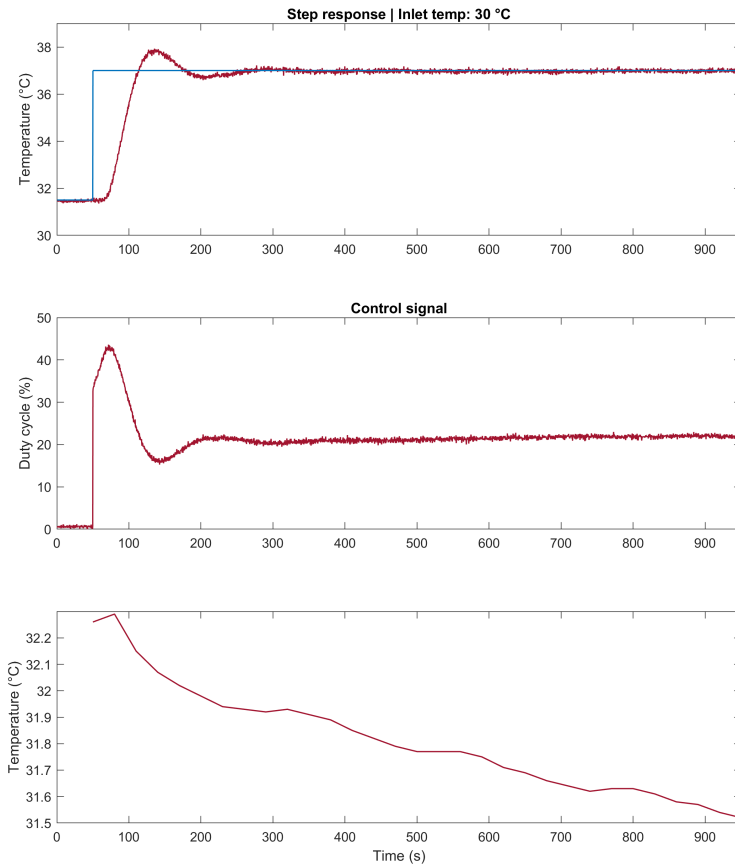 Step response | Inlet temp: 30 °C
Temperature (°C)
38
36
34
32
30
0 100 200 300 400 500 600 700 800 900
Control signal
Duty cycle (%)
50
40
30
20
10
0
0 100 200 300 400 500 600 700 800 900
Temperature (°C)
32.2
32.1
32
31.9
31.8
31.7
31.6
31.5
0 100 200 300 400 500 600 700 800 900
Time (s)